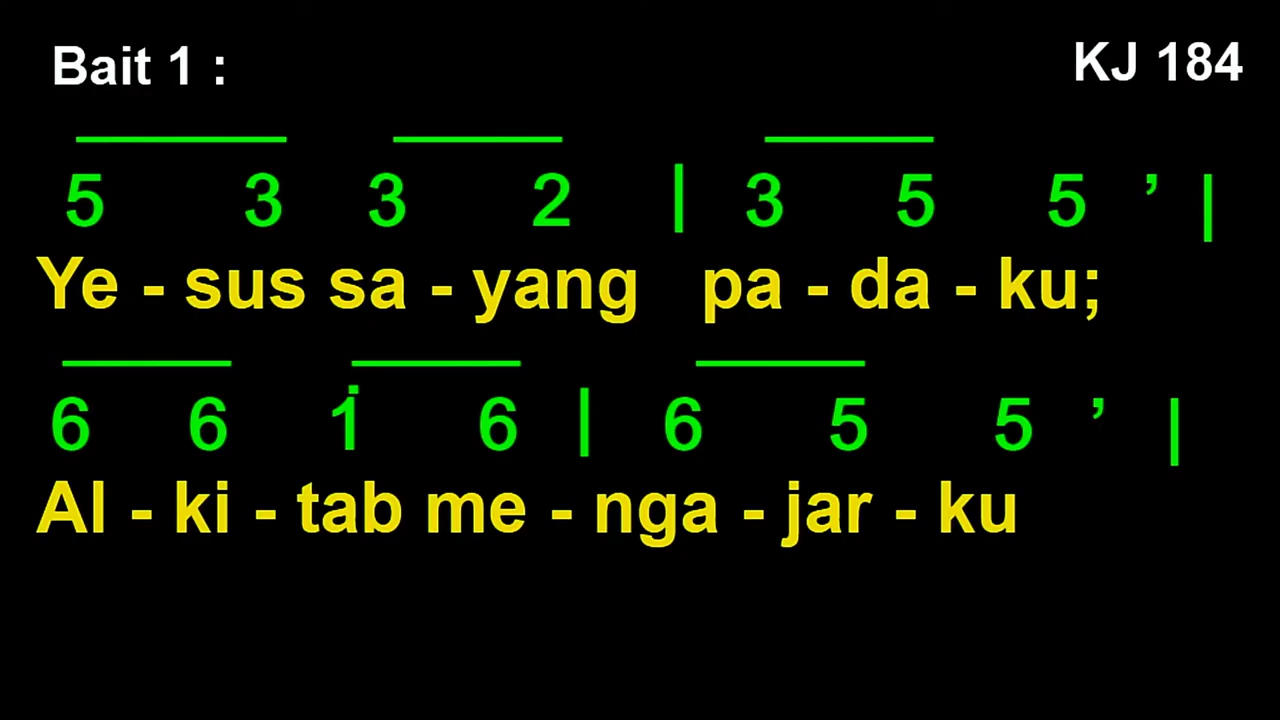 Bait 1 : KJ 184
5 3 3 2 | 3 5 5 ’ |
Ye - sus sa - yang pa - da - ku;
6 6 1̇ 6 | 6 5 5 ’ |
Al - ki - tab me - nga - jar - ku